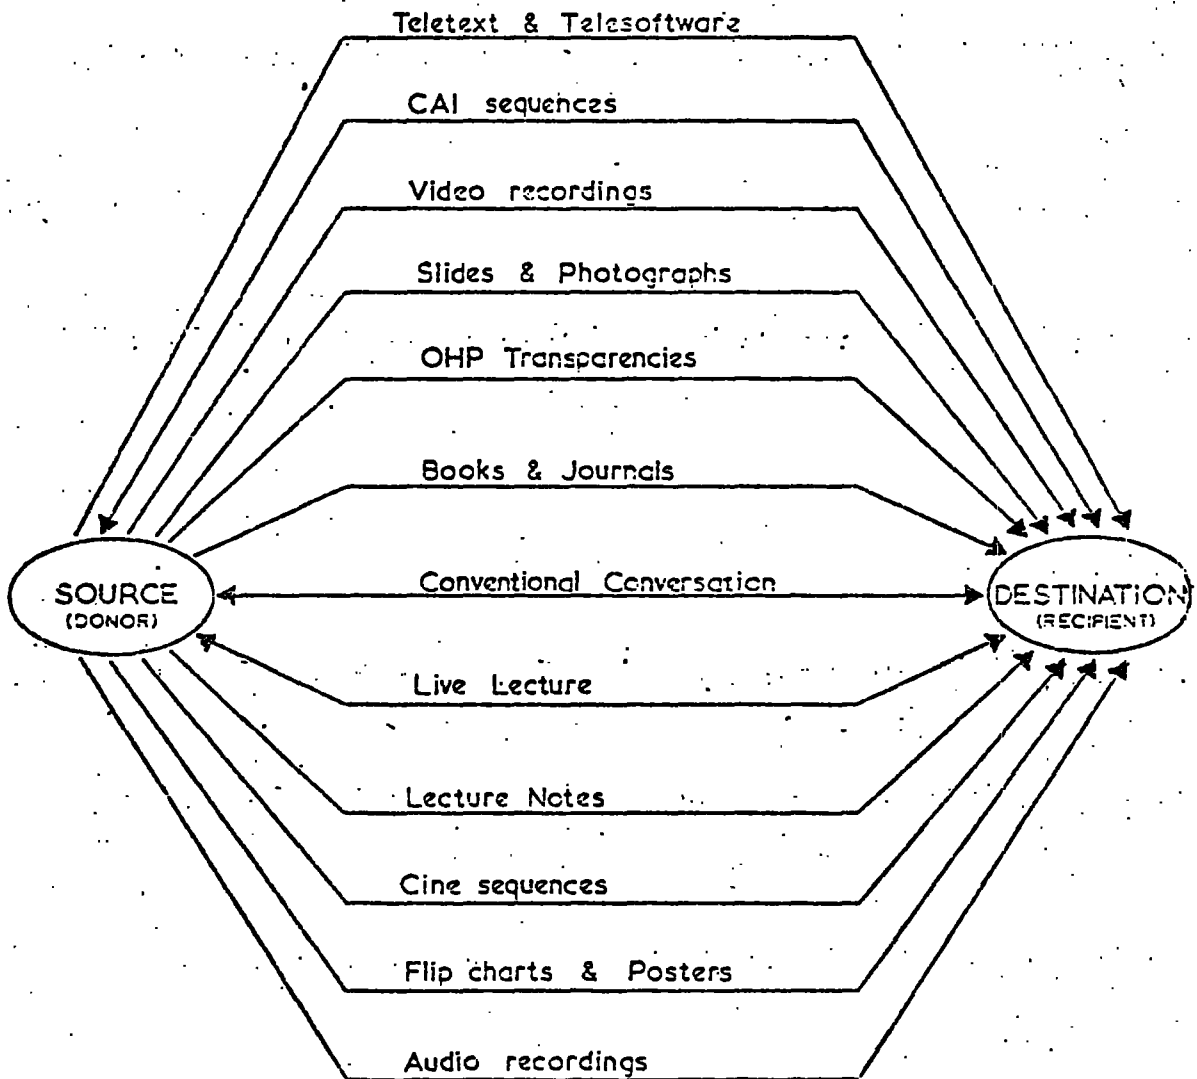 Teletext & Telesoftware
CAI sequences
Video recordings
Slides & Photographs
OHP Transparencies
Books & Journals
Conventional Conversation
SOURCE
(DONOR)
DESTINATION
(RECIPIENT)
Live Lecture
Lecture Notes
Cine sequences
Flip charts & Posters
Audio recordings